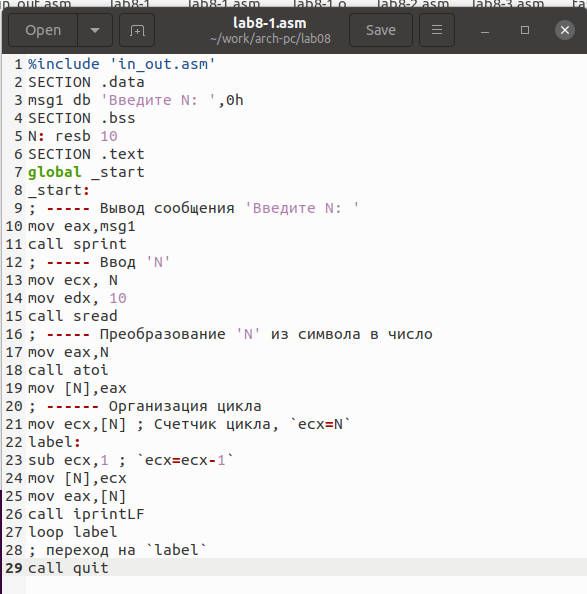 in_out.asm lab8-1 lab8-1.asm lab8-1.o lab8-2.asm lab8-3.asm
Open lab8-1.asm Save
~/work/arch-pc/lab08
1 %include 'in_out.asm'
2 SECTION .data
3 msg1 db 'Введите N: ',0h
4 SECTION .bss
5 N: resb 10
6 SECTION .text
7 global _start
8 _start:
9 ; ----- Вывод сообщения 'Введите N: '
10 mov eax,msg1
11 call sprint
12 ; ----- Ввод 'N'
13 mov ecx, N
14 mov edx, 10
15 call sread
16 ; ----- Преобразование 'N' из символа в число
17 mov eax,N
18 call atoi
19 mov [N],eax
20 ; ------ Организация цикла
21 mov ecx,[N] ; Счетчик цикла, `ecx=N`
22 label:
23 sub ecx,1 ; `ecx=ecx-1`
24 mov [N],ecx
25 mov eax,[N]
26 call iprintLF
27 loop label
28 ; переход на `label`
29 call quit